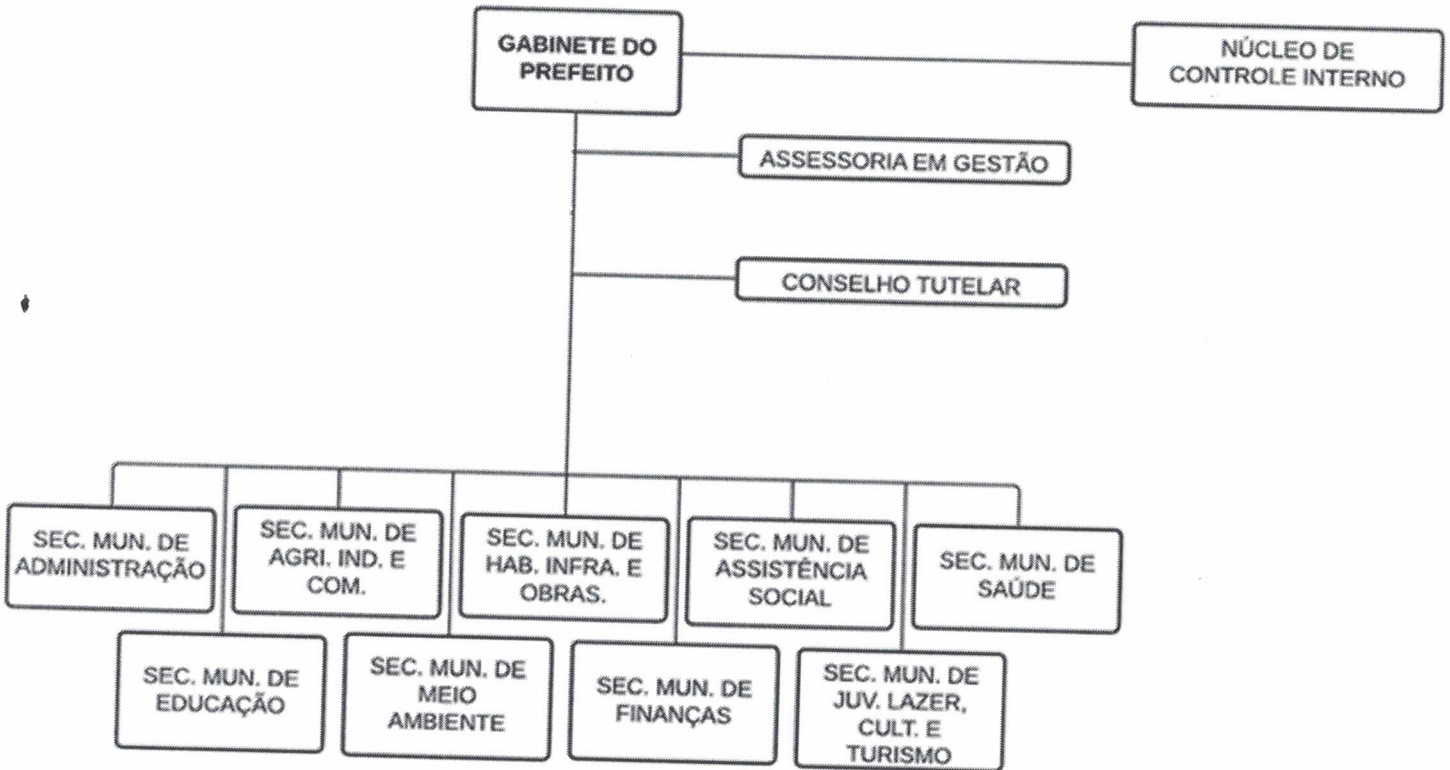 GABINETE DO
PREFEITO
NÚCLEO DE
CONTROLE INTERNO
ASSESSORIA EM GESTÃO
CONSELHO TUTELAR
SEC. MUN. DE
ADMINISTRAÇÃO
SEC. MUN. DE
AGRI. IND. E
COM.
SEC. MUN. DE
HAB. INFRA. E
OBRAS.
SEC. MUN. DE
ASSISTÊNCIA
SOCIAL
SEC. MUN. DE
SAÚDE
SEC. MUN. DE
EDUCAÇÃO
SEC. MUN. DE
MEIO
AMBIENTE
SEC. MUN. DE
FINANÇAS
SEC. MUN. DE
JUV. LAZER,
CULT. E
TURISMO